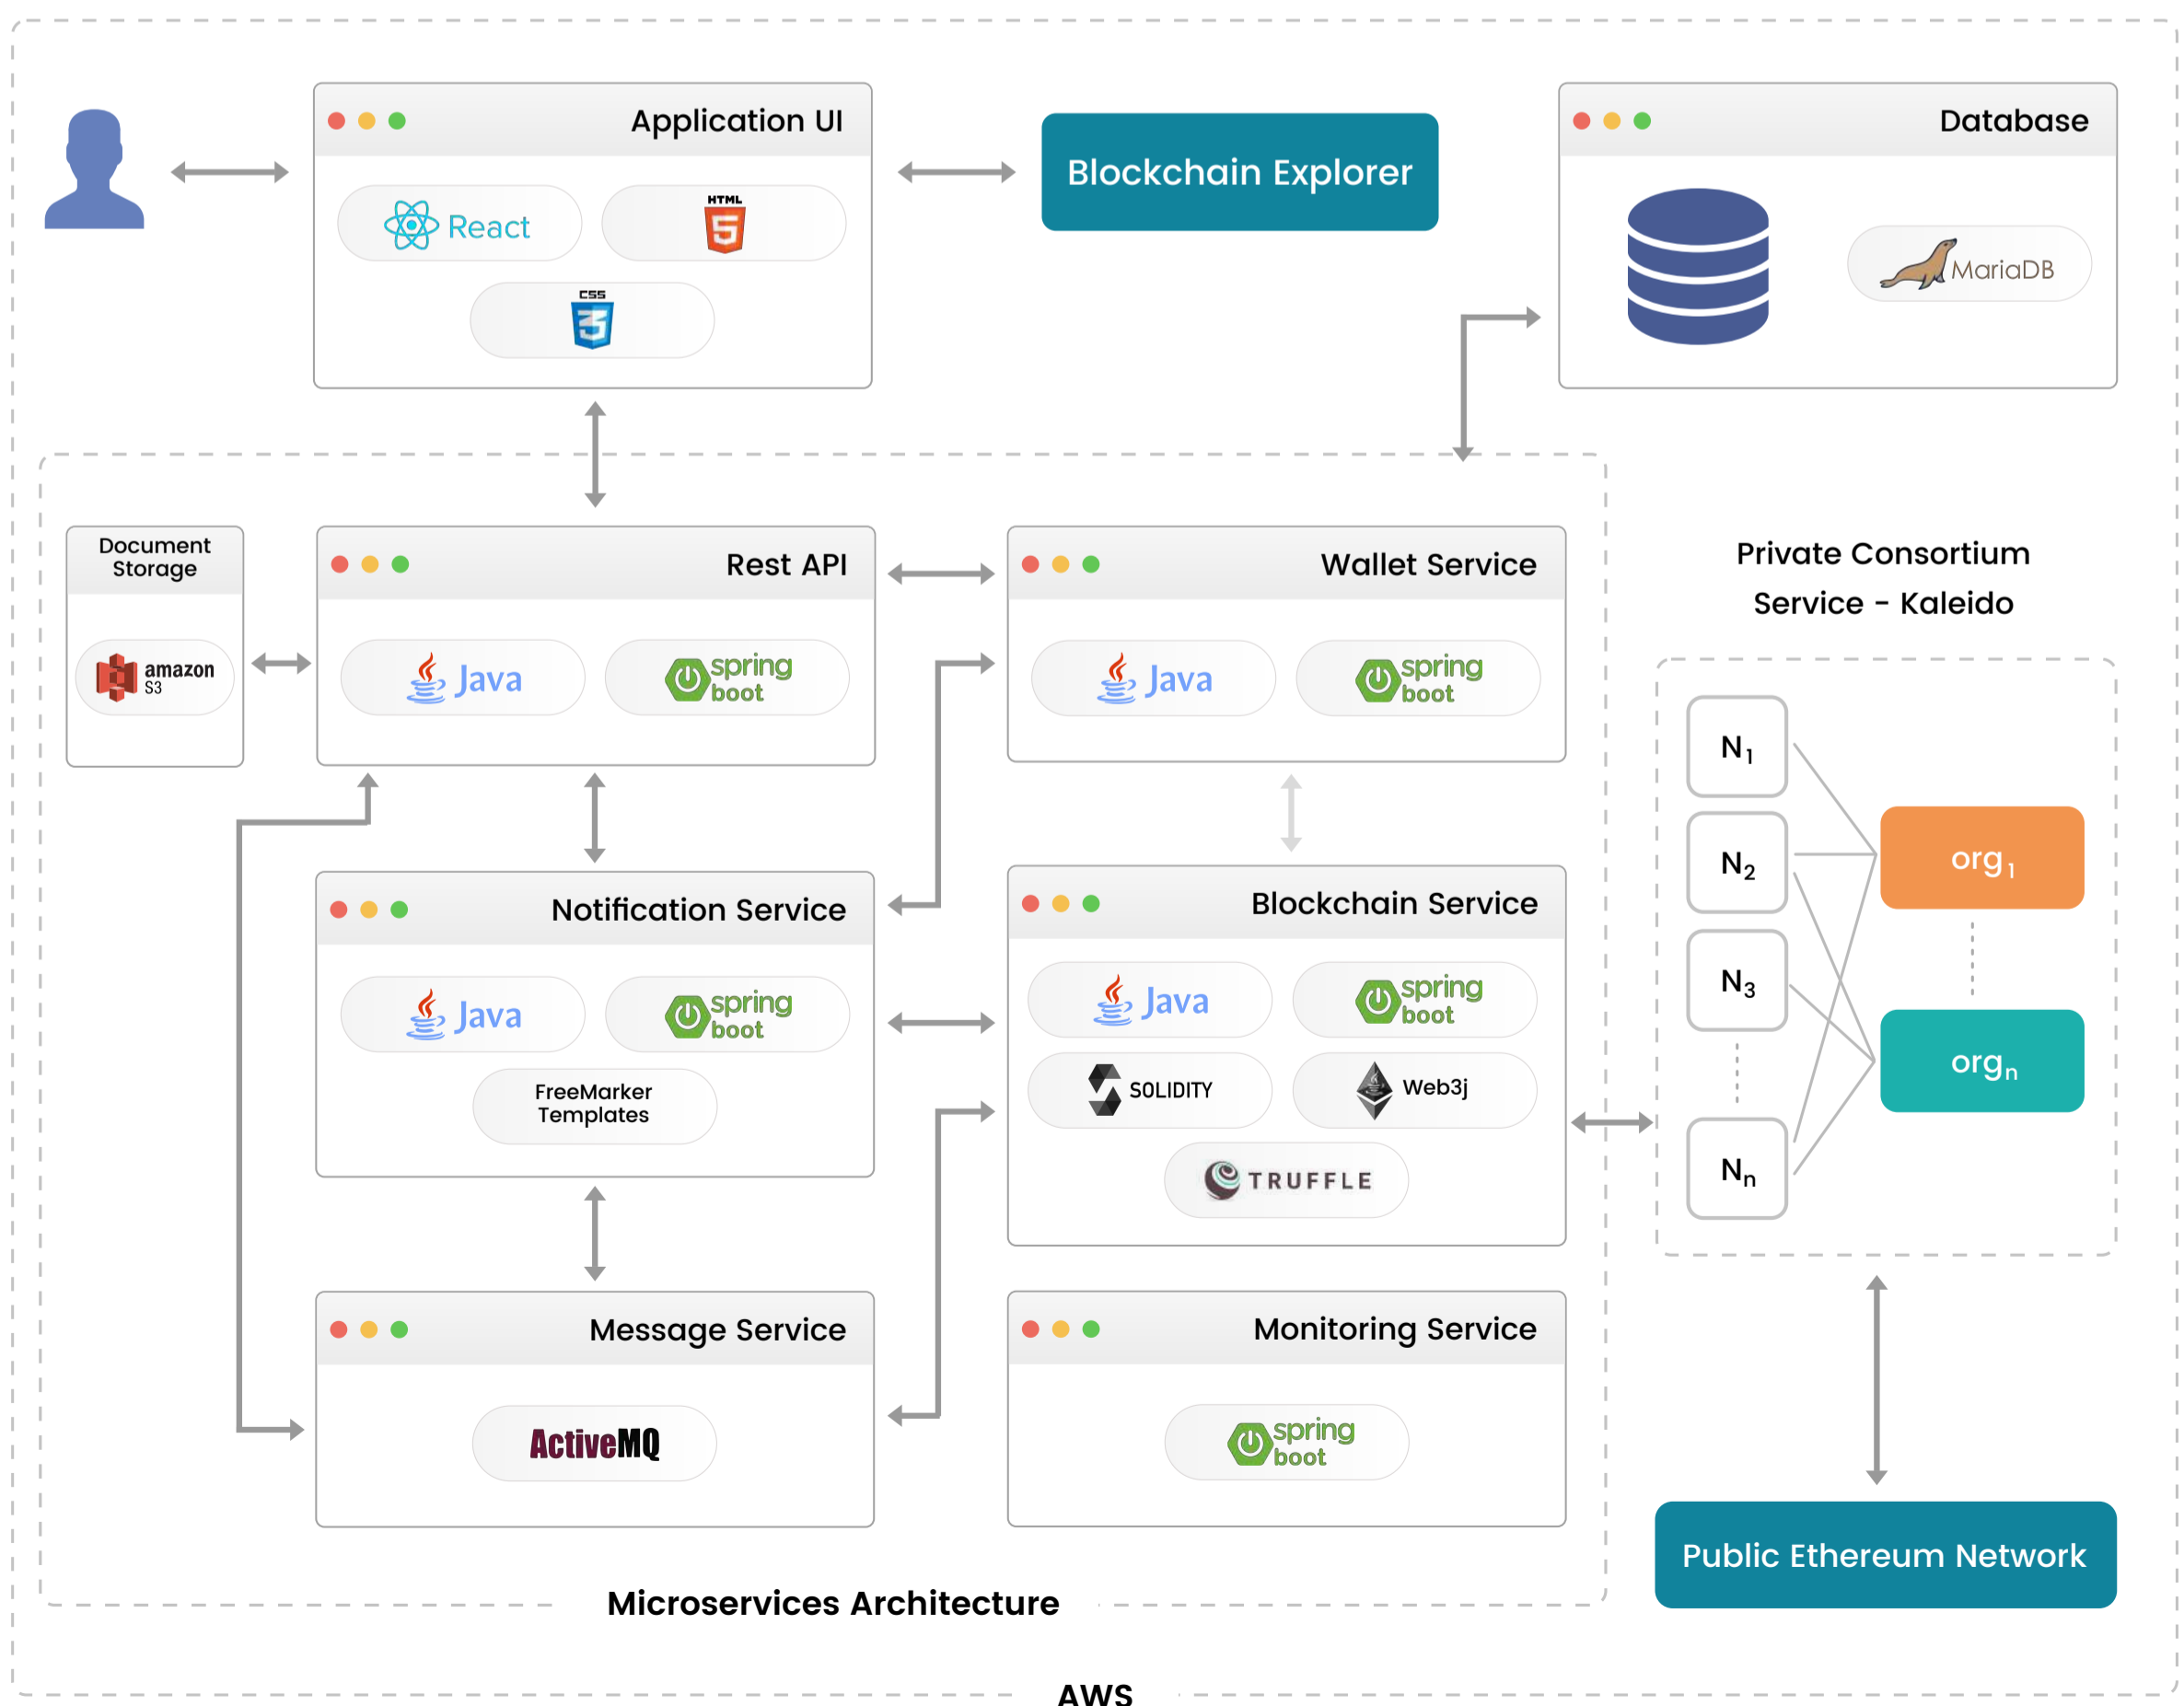 Application UI
React
HTML
5
CSS
3
Blockchain Explorer
Database
MariaDB
Document
Storage
amazon
S3
Rest API
Java
spring
boot
Wallet Service
Java
spring
boot
Private Consortium
Service - Kaleido
N1
N2
N3
Nn
org1
orgn
Notification Service
Java
spring
boot
FreeMarker
Templates
Blockchain Service
Java
spring
boot
SOLIDITY
Web3j
TRUFFLE
Message Service
ActiveMQ
Monitoring Service
spring
boot
Public Ethereum Network
Microservices Architecture
AWS